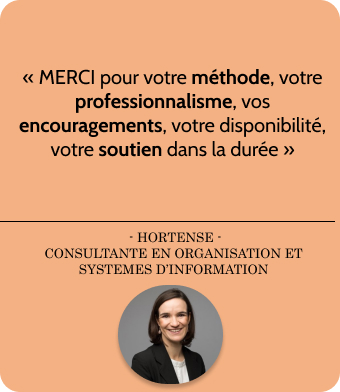 « MERCI pour votre méthode, votre
professionnalisme, vos
encouragements, votre disponibilité,
votre soutien dans la durée »
- HORTENSE -
CONSULTANTE EN ORGANISATION ET
SYSTEMES D'INFORMATION